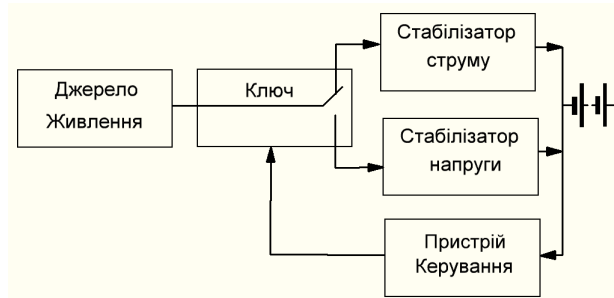 Джерело
Живлення
Ключ
Стабілізатор
струму
Стабілізатор
напруги
Пристрій
Керування